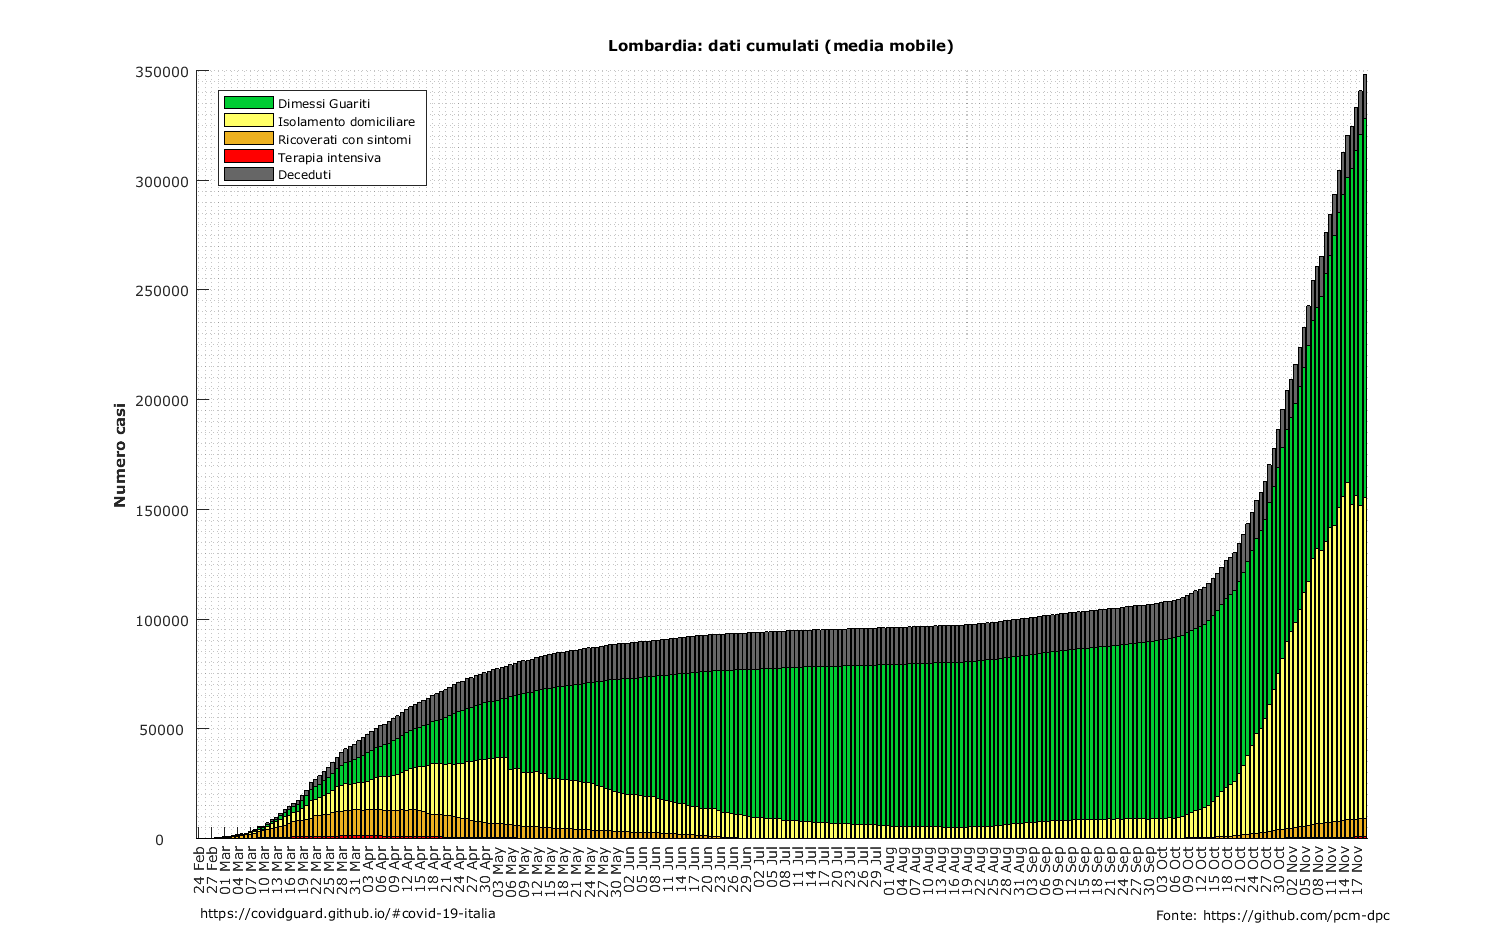 Lombardia: dati cumulati (media mobile)
350000
300000
250000
200000
150000
100000
50000
0
Numero casi
Dimessi Guariti
Isolamento domiciliare
Ricoverati con sintomi
Terapia intensiva
Deceduti
24 Feb
27 Feb
01 Mar
04 Mar
07 Mar
10 Mar
13 Mar
16 Mar
19 Mar
22 Mar
25 Mar
28 Mar
31 Mar
03 Apr
06 Apr
09 Apr
12 Apr
15 Apr
18 Apr
21 Apr
24 Apr
27 Apr
30 Apr
03 May
06 May
09 May
12 May
15 May
18 May
21 May
24 May
27 May
30 May
02 Jun
05 Jun
08 Jun
11 Jun
14 Jun
17 Jun
20 Jun
23 Jun
26 Jun
29 Jun
02 Jul
05 Jul
08 Jul
11 Jul
14 Jul
17 Jul
20 Jul
23 Jul
26 Jul
29 Jul
01 Aug
04 Aug
07 Aug
10 Aug
13 Aug
16 Aug
19 Aug
22 Aug
25 Aug
28 Aug
31 Aug
03 Sep
06 Sep
09 Sep
12 Sep
15 Sep
18 Sep
21 Sep
24 Sep
27 Sep
30 Sep
03 Oct
06 Oct
09 Oct
12 Oct
15 Oct
18 Oct
21 Oct
24 Oct
27 Oct
30 Oct
02 Nov
05 Nov
08 Nov
11 Nov
14 Nov
17 Nov
https://covidguard.github.io/#covid-19-italia
Fonte: https://github.com/pcm-dpc